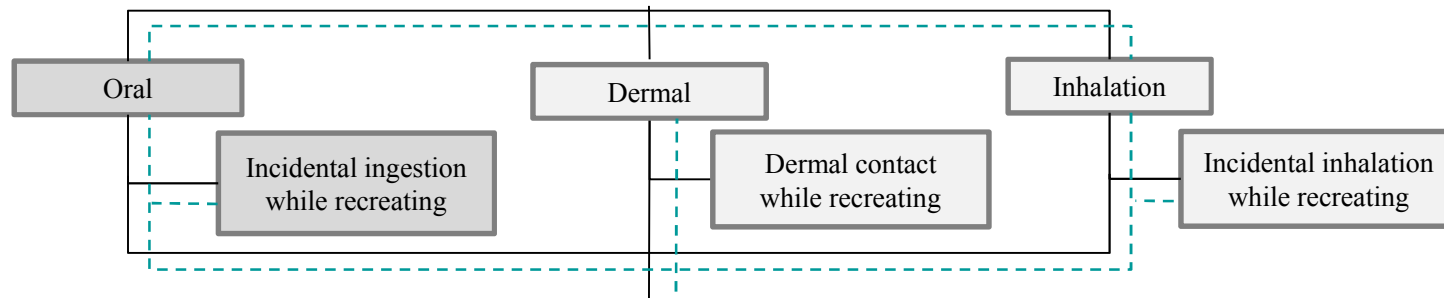 Oral
Dermal
Inhalation
Incidental ingestion
while recreating
Dermal contact
while recreating
Incidental inhalation
while recreating